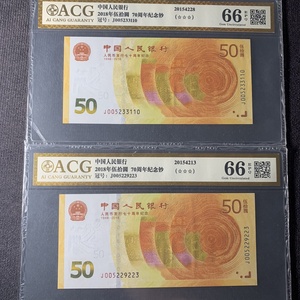 ACG
AI CANG GUARANTY
中国人民银行
2018年伍拾圆 70周年纪念钞
冠号: J005233110
20154228
(○○○)
66
中国人民银行
50
50
J005233110
ACG
AI CANG GUARANTY
中国人民银行
2018年伍拾圆 70周年纪念钞
冠号: J005229223
20154213
(○○○)
66
中国人民银行
50
50
J005229223